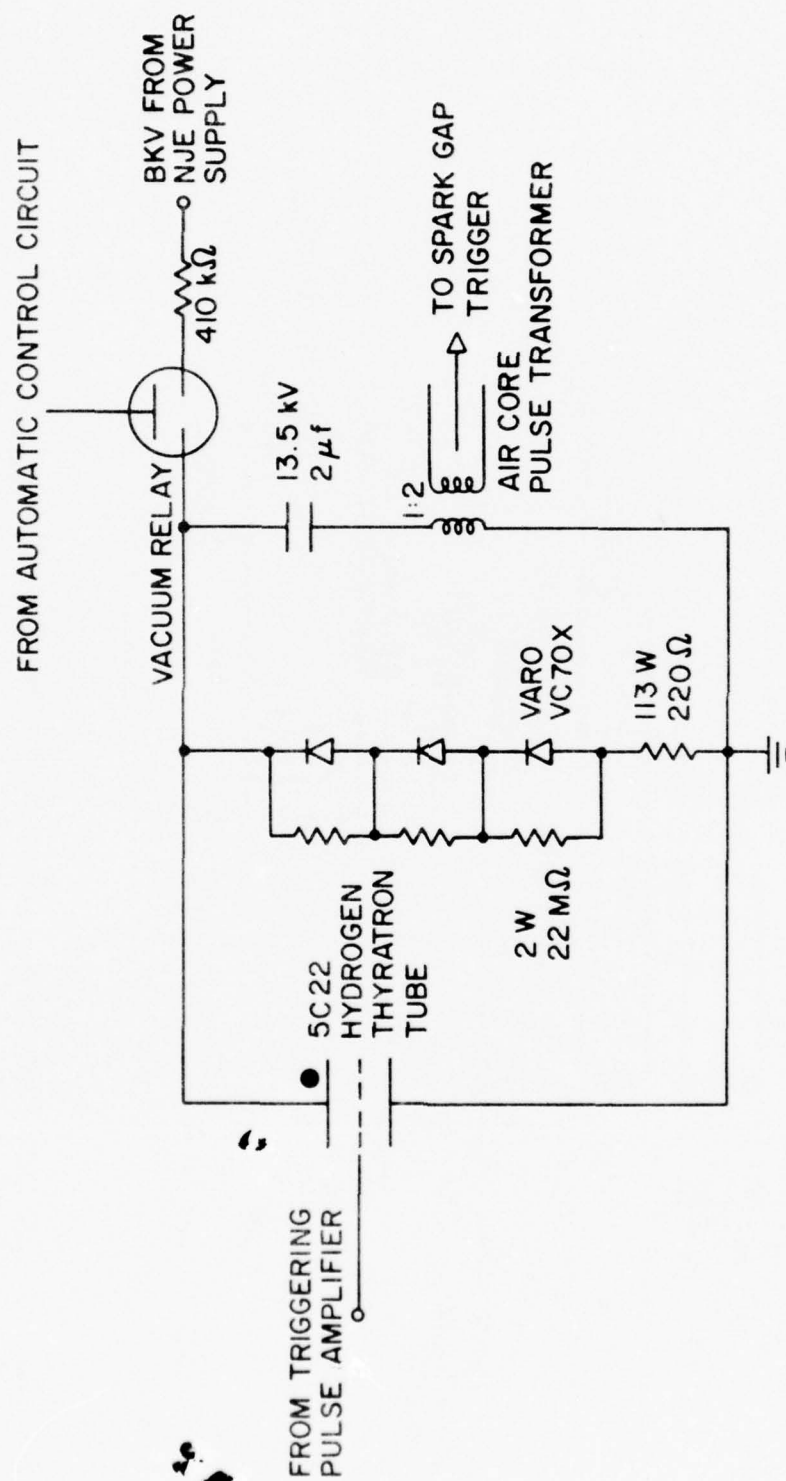 FROM AUTOMATIC CONTROL CIRCUIT
BKV FROM
NJE POWER
SUPPLY
VACUUM RELAY
410 kΩ
13.5 kV
2 μf
1:2
TO SPARK GAP
TRIGGER
AIR CORE
PULSE TRANSFORMER
VARO
VC70X
113 W
220 Ω
2 W
22 MΩ
5C22
HYDROGEN
THYRATRON
TUBE
FROM TRIGGERING
PULSE AMPLIFIER